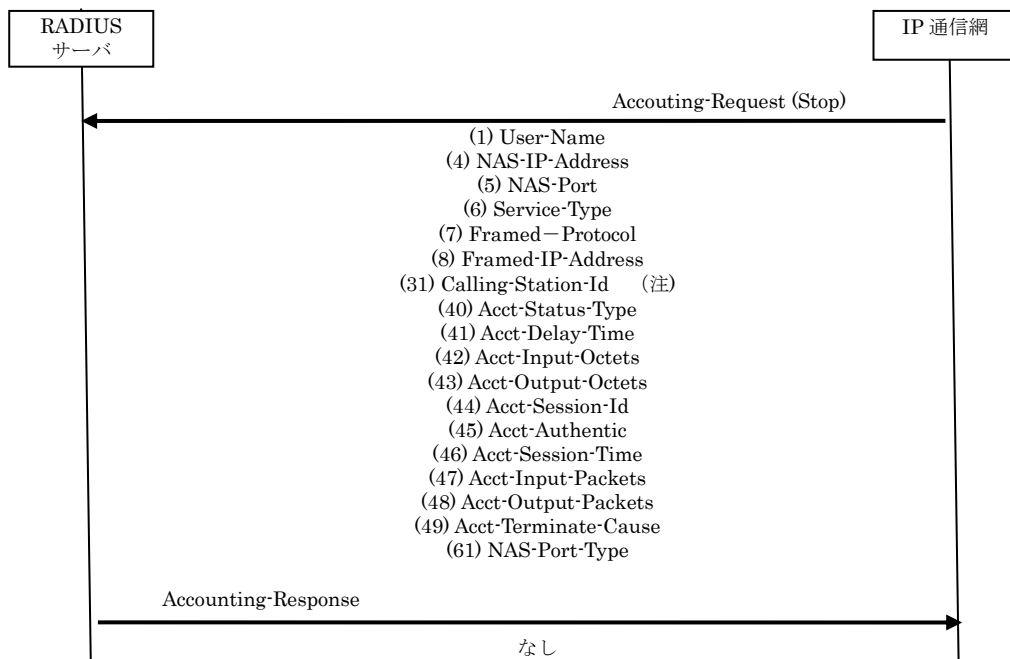 RADIUS
サーバ
IP 通信網
Accouting-Request (Stop)
(1) User-Name
(4) NAS-IP-Address
(5) NAS-Port
(6) Service-Type
(7) Framed－Protocol
(8) Framed-IP-Address
(31) Calling-Station-Id （注)
(40) Acct-Status-Type
(41) Acct-Delay-Time
(42) Acct-Input-Octets
(43) Acct-Output-Octets
(44) Acct-Session-Id
(45) Acct-Authentic
(46) Acct-Session-Time
(47) Acct-Input-Packets
(48) Acct-Output-Packets
(49) Acct-Terminate-Cause
(61) NAS-Port-Type
Accounting-Response
なし